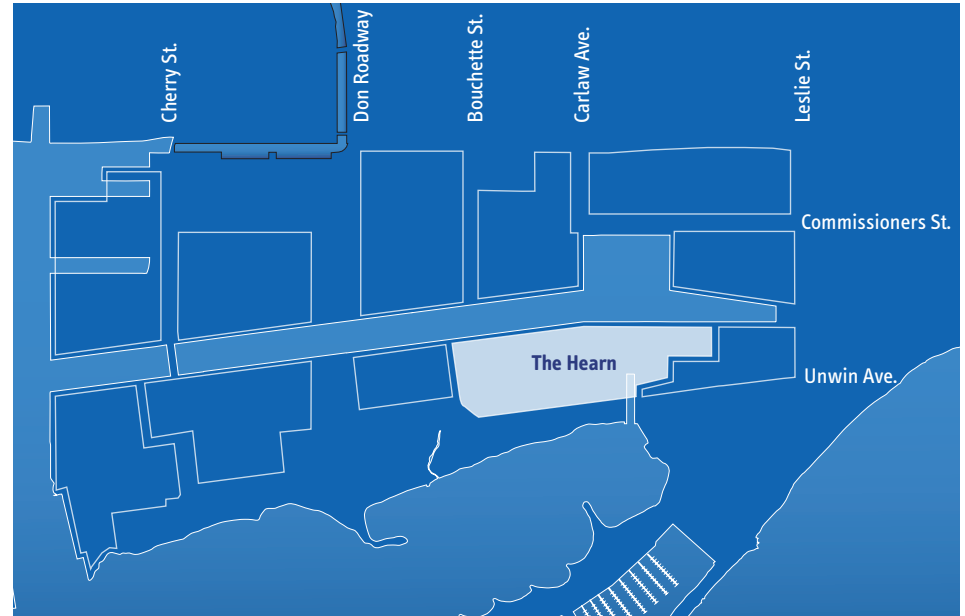 Cherry St.
Don Roadway
Bouchette St.
Carlaw Ave.
Leslie St.
Commissioners St.
The Hearn
Unwin Ave.